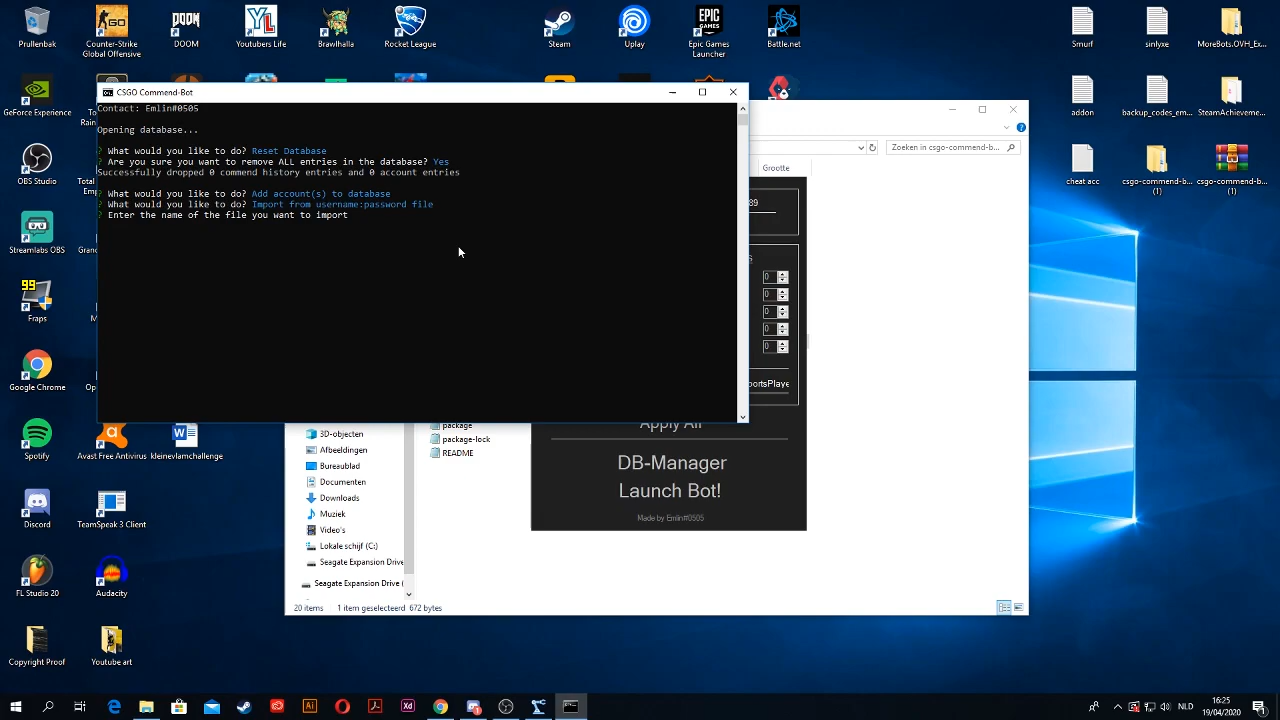 Pullenbak
Counter-Strike
Global Offensive
DOOM
Youtubers Life
Brawlhalla
Rocket League
Steam
Uplay
Epic Games
Launcher
Battle.net
Smurf
sinlyxe
MoreBots.OVH_Ex...
CSGO Commend-Bot
Contact: Emlin#0505
Opening database...
? What would you like to do? Reset Database
? Are you sure you want to remove ALL entries in the database? Yes
Successfully dropped 0 commend history entries and 0 account entries
? What would you like to do? Add account(s) to database
? What would you like to do? Import from username:password file
? Enter the name of the file you want to import
Zoeken in csgo-commend-b...
Grootte
89
0
0
0
0
0
Apply All
DB-Manager
Launch Bot!
Made by Emlin#0505
GeForce Experience
OBS Studio
Streamlabs OBS
Fraps
Google Chrome
Spotify
Avast Free Antivirus
kleinevlamchallenge
Discord
TeamSpeak 3 Client
FL Studio 20
Audacity
Copyright Proof
Youtube art
addon
backup_codes_em...
SteamAchieveme...
cheat acc
csgo-commend-b...
(1)
csgo-commend-b...
(1)
package
package-lock
README
3D-objecten
Afbeeldingen
Bureaublad
Documenten
Downloads
Muziek
Video's
Lokale schijf (C:)
Seagate Expansion Drive
Seagate Expansion Drive (
20 items
1 item geselecteerd
672 bytes
NLD
16:25
19/04/2020